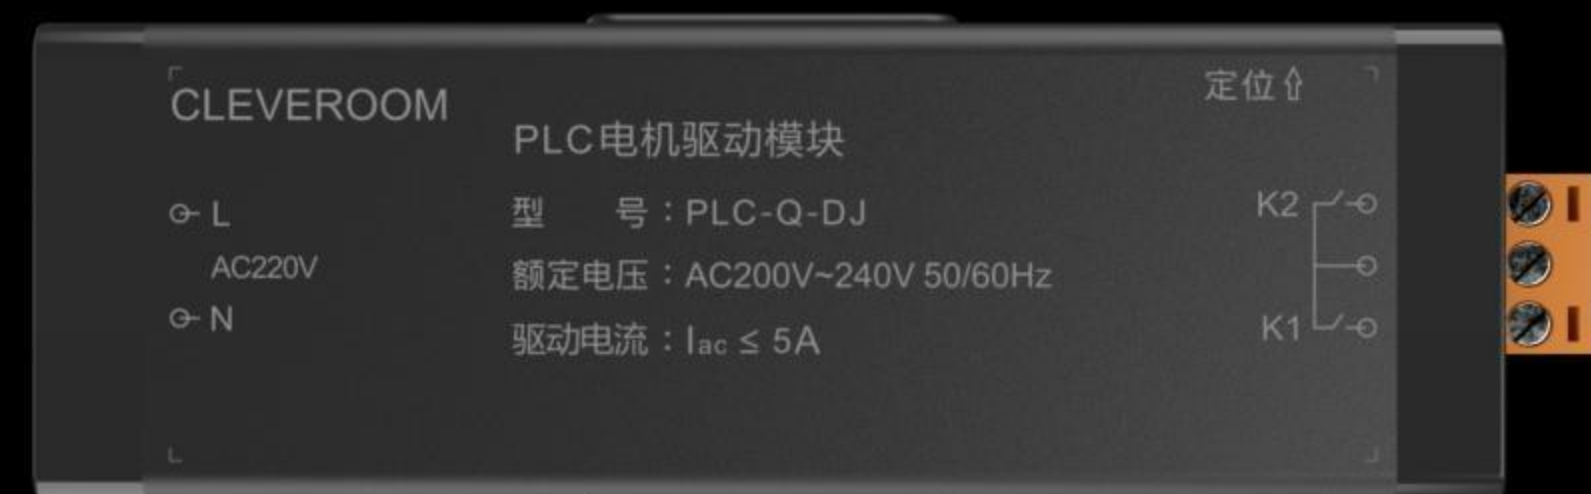 CLEVEROOM
定位⇧
PLC电机驱动模块
L
AC220V
N
型 号：PLC-Q-DJ
额定电压：AC200V~240V 50/60Hz
驱动电流：Iac ≤ 5A
K2
K1